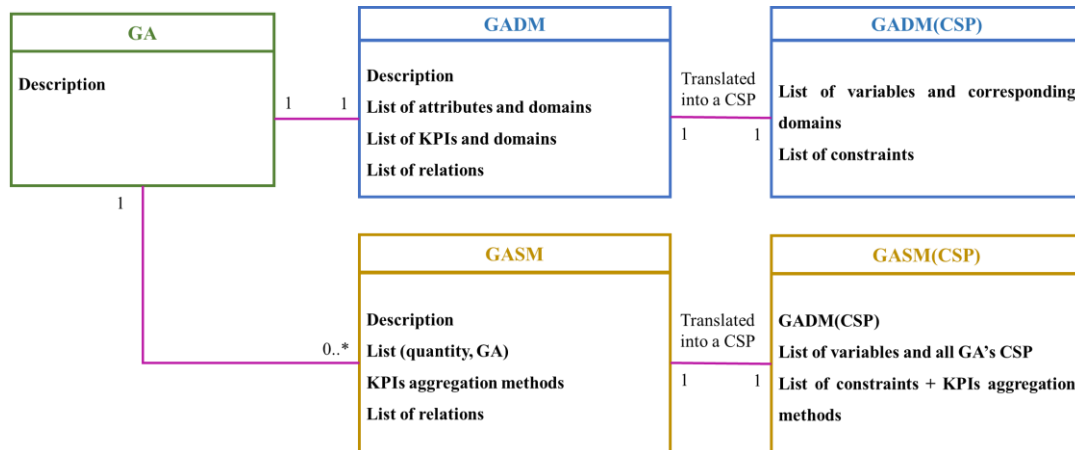 GA
Description
1
1
GADM
Description
List of attributes and domains
List of KPIs and domains
List of relations
Translated
into a CSP
1
1
GADM(CSP)
List of variables and corresponding
domains
List of constraints
1
0..*
GASM
Description
List (quantity, GA)
KPIs aggregation methods
List of relations
Translated
into a CSP
1
1
GASM(CSP)
GADM(CSP)
List of variables and all GA's CSP
List of constraints + KPIs aggregation
methods